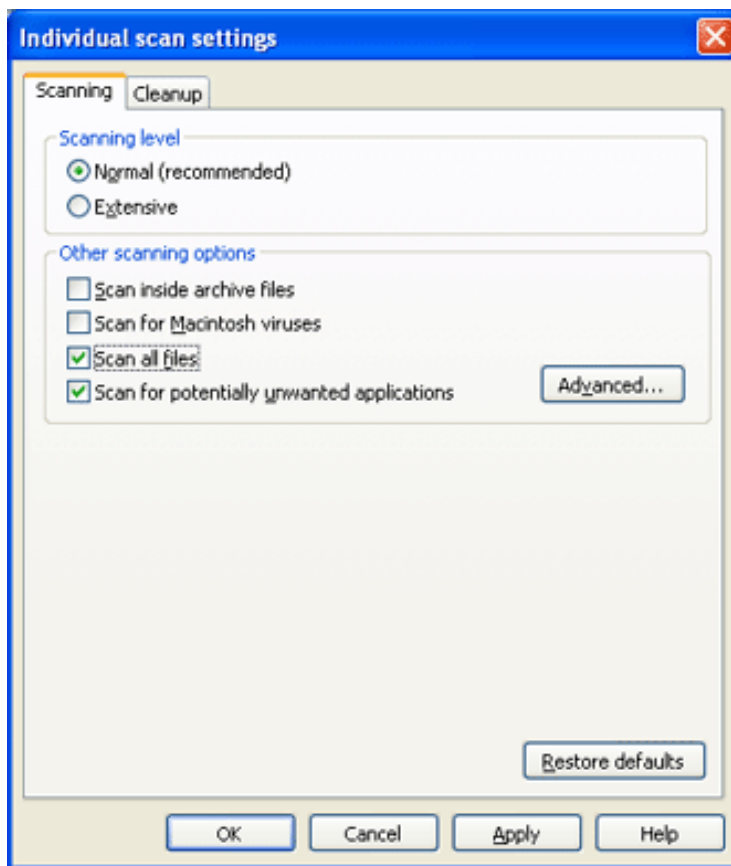 Individual scan settings
Scanning
Cleanup
Scanning level
Normal (recommended)
Extensive
Other scanning options
Scan inside archive files
Scan for Macintosh viruses
Scan all files
Scan for potentially unwanted applications
Advanced...
Restore defaults
OK
Cancel
Apply
Help